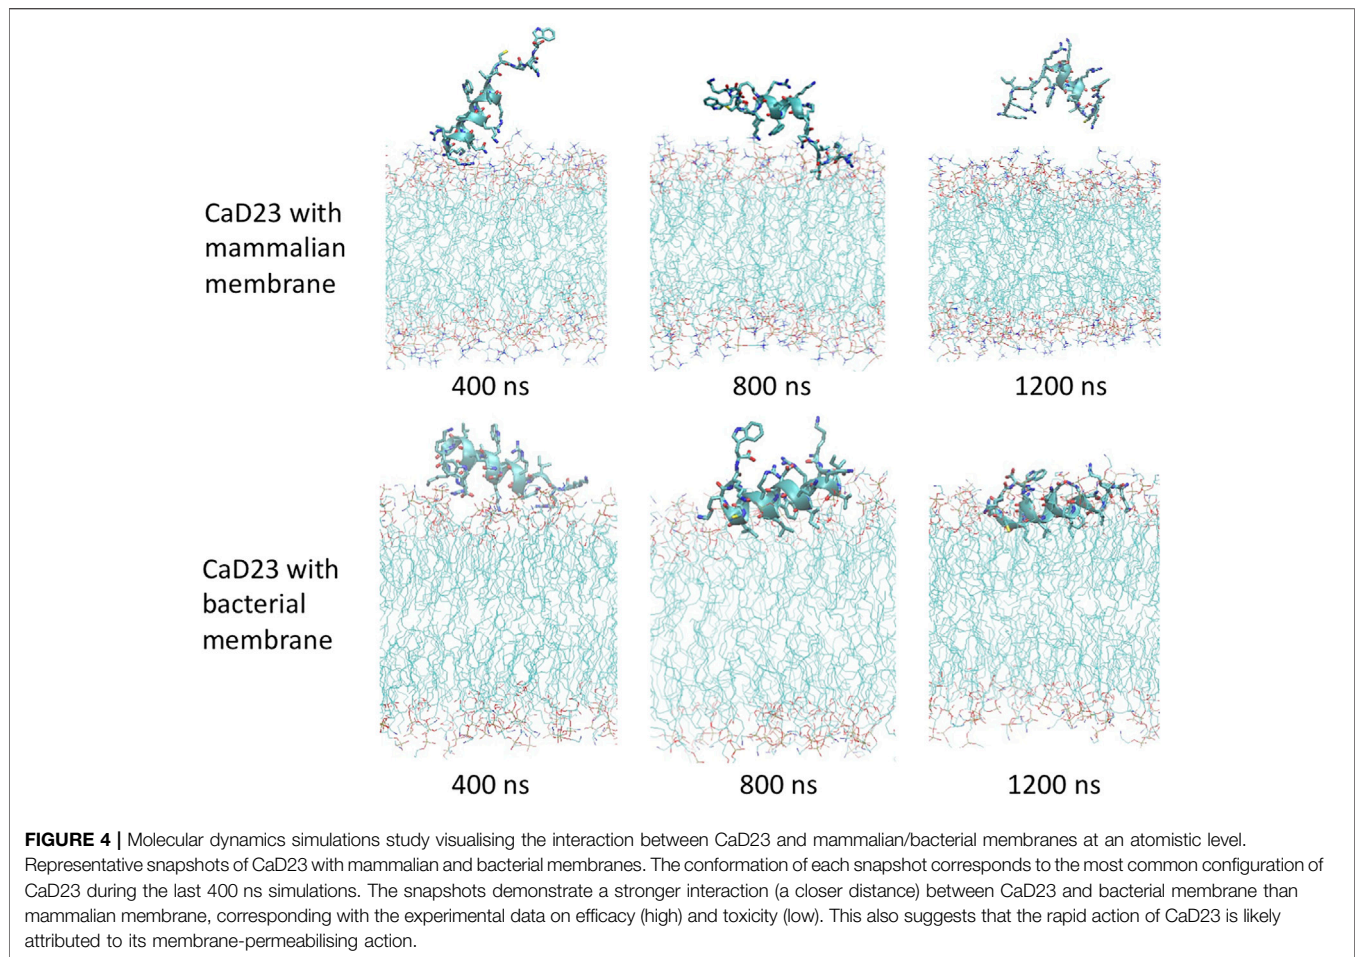 CaD23 with
mammalian
membrane
400 ns
800 ns
1200 ns
CaD23 with
bacterial
membrane
400 ns
800 ns
1200 ns
FIGURE 4 | Molecular dynamics simulations study visualising the interaction between CaD23 and mammalian/bacterial membranes at an atomistic level.
Representative snapshots of CaD23 with mammalian and bacterial membranes. The conformation of each snapshot corresponds to the most common configuration of
CaD23 during the last 400 ns simulations. The snapshots demonstrate a stronger interaction (a closer distance) between CaD23 and bacterial membrane than
mammalian membrane, corresponding with the experimental data on efficacy (high) and toxicity (low). This also suggests that the rapid action of CaD23 is likely
attributed to its membrane-permeabilising action.